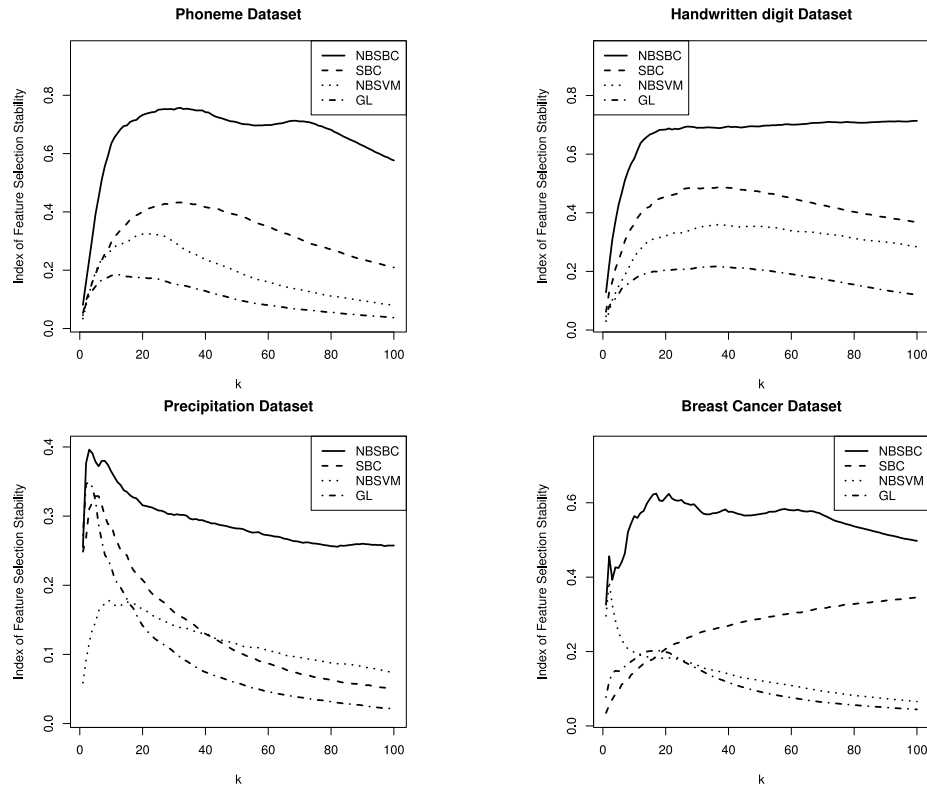 Phoneme Dataset
Index of Feature Selection Stability
0.0 0.2 0.4 0.6 0.8
NBSBC
SBC
NBSVM
GL
0 20 40 60 80 100
k
Handwritten digit Dataset
Index of Feature Selection Stability
0.0 0.2 0.4 0.6 0.8
NBSBC
SBC
NBSVM
GL
0 20 40 60 80 100
k
Precipitation Dataset
Index of Feature Selection Stability
0.0 0.1 0.2 0.3 0.4
NBSBC
SBC
NBSVM
GL
0 20 40 60 80 100
k
Breast Cancer Dataset
Index of Feature Selection Stability
0.0 0.2 0.4 0.6
NBSBC
SBC
NBSVM
GL
0 20 40 60 80 100
k